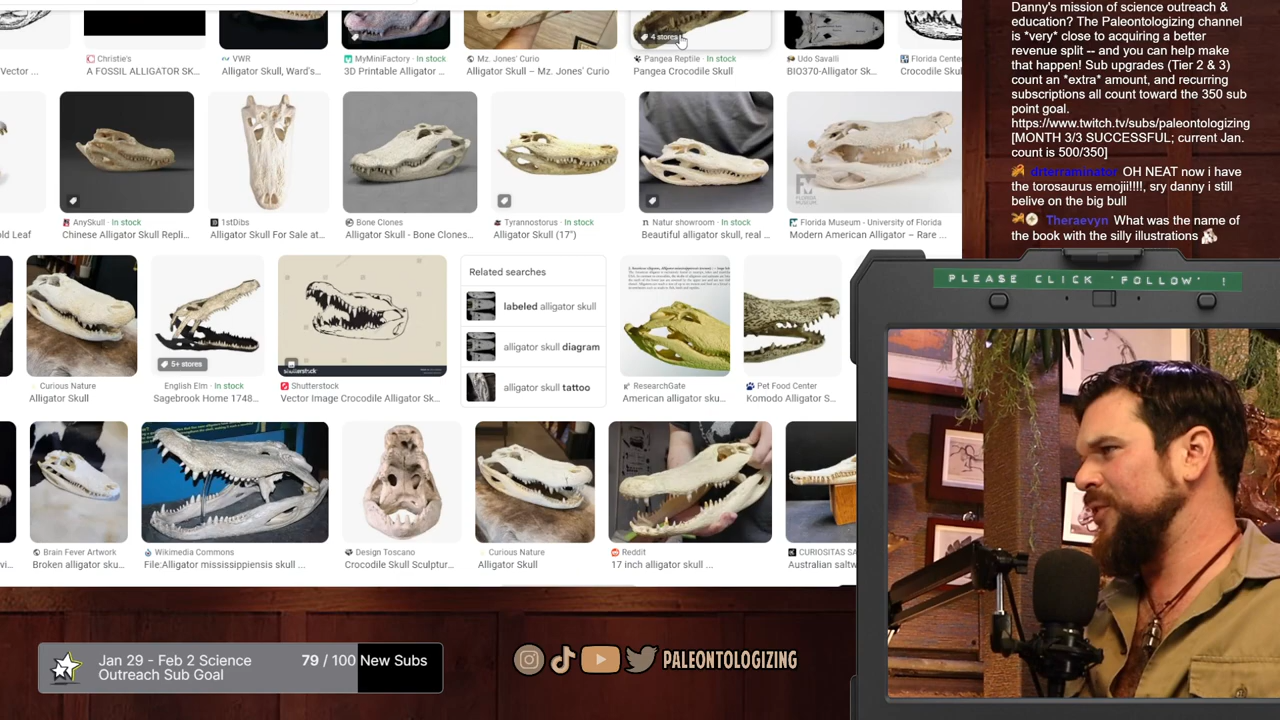 4 stores
Vector ...
Christie's
A FOSSIL ALLIGATOR SK...
VWR
Alligator Skull, Ward's...
MyMiniFactory · In stock
3D Printable Alligator ...
Mz. Jones' Curio
Alligator Skull – Mz. Jones' Curio
Pangea Reptile · In stock
Pangea Crocodile Skull
Udo Savalli
BIO370-Alligator Sk...
Florida Center
Crocodile Skul
old Leaf
AnySkull · In stock
Chinese Alligator Skull Repli...
1stDibs
Alligator Skull For Sale at...
Bone Clones
Alligator Skull - Bone Clones...
Tyrannostorus · In stock
Alligator Skull (17")
Natur showroom · In stock
Beautiful alligator skull, real ...
FLORIDA MUSEUM
Florida Museum - University of Florida
Modern American Alligator – Rare ...
Related searches
labeled alligator skull
alligator skull diagram
alligator skull tattoo
5+ stores
shutterstock
Curious Nature
Alligator Skull
English Elm · In stock
Sagebrook Home 1748...
Shutterstock
Vector Image Crocodile Alligator Sk...
ResearchGate
American alligator sku...
Pet Food Center
Komodo Alligator S...
Brain Fever Artwork
Broken alligator sku...
Wikimedia Commons
File:Alligator mississippiensis skull ...
Design Toscano
Crocodile Skull Sculptur...
Curious Nature
Alligator Skull
Reddit
17 inch alligator skull ...
CURIOSITAS SA
Australian saltw
Danny's mission of science outreach &
education? The Paleontologizing channel
is *very* close to acquiring a better
revenue split -- and you can help make
that happen! Sub upgrades (Tier 2 & 3)
count an *extra* amount, and recurring
subscriptions all count toward the 350 sub
point goal.
https://www.twitch.tv/subs/paleontologizing
[MONTH 3/3 SUCCESSFUL; current Jan.
count is 500/350]
drterraminator OH NEAT now i have
the torosaurus emojii!!!!, sry danny i still
belive on the big bull
Theraevyn What was the name of
the book with the silly illustrations
PLEASE CLICK "FOLLOW" !
Jan 29 - Feb 2 Science
Outreach Sub Goal
79 / 100 New Subs
PALEONTOLOGIZING